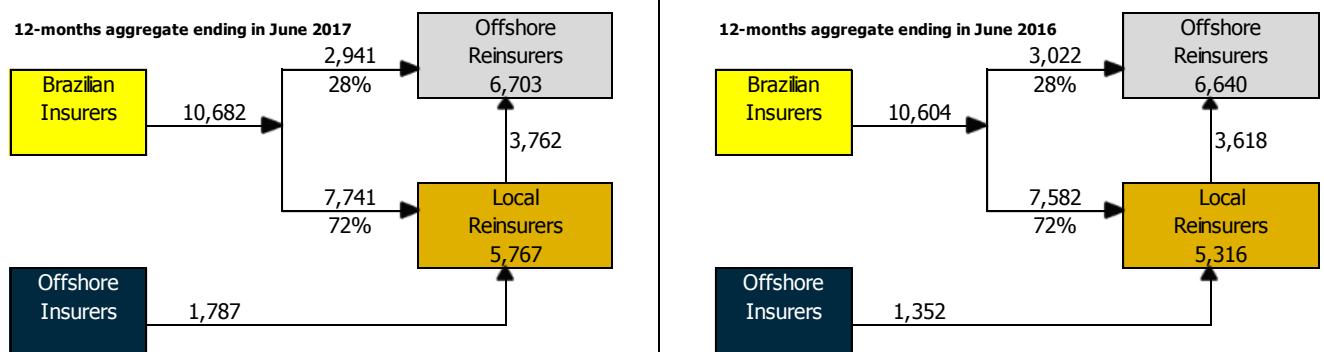 12-months aggregate ending in June 2017
Offshore
Reinsurers
6,703
2,941
28%
Brazilian
Insurers
10,682
3,762
7,741
72%
Local
Reinsurers
5,767
Offshore
Insurers
1,787
12-months aggregate ending in June 2016
Offshore
Reinsurers
6,640
3,022
28%
Brazilian
Insurers
10,604
3,618
7,582
72%
Local
Reinsurers
5,316
Offshore
Insurers
1,352